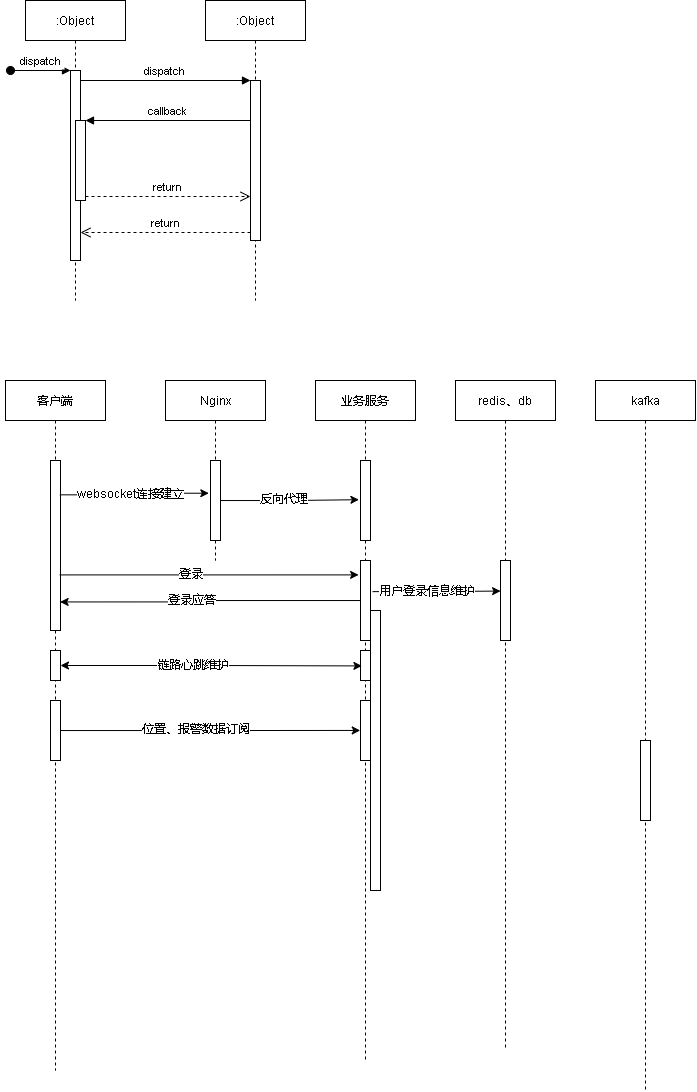 :Object
:Object
dispatch
dispatch
callback
return
return
客户端
Nginx
业务服务
redis、db
kafka
websocket连接建立
反向代理
登录
用户登录信息维护
登录应答
链路心跳维护
位置、报警数据订阅